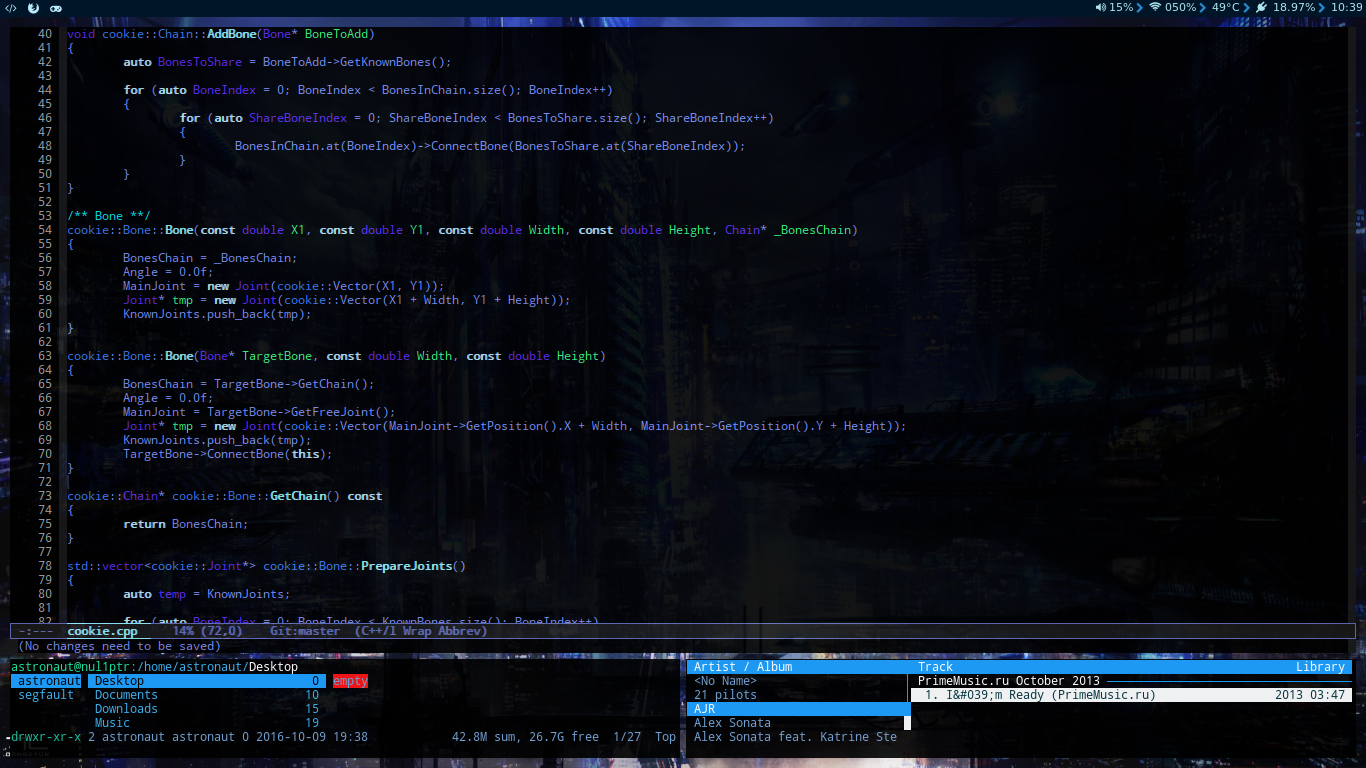 15% 050% 49°C 18.97% 10:39
40 void cookie::Chain::AddBone(Bone* BoneToAdd)
41 {
42 auto BonesToShare = BoneToAdd->GetKnownBones();
43
44 for (auto BoneIndex = 0; BoneIndex < BonesInChain.size(); BoneIndex++)
45 {
46 for (auto ShareBoneIndex = 0; ShareBoneIndex < BonesToShare.size(); ShareBoneIndex++)
47 {
48 BonesInChain.at(BoneIndex)->ConnectBone(BonesToShare.at(ShareBoneIndex));
49 }
50 }
51 }
52
53 /** Bone **/
54 cookie::Bone::Bone(const double X1, const double Y1, const double Width, const double Height, Chain* _BonesChain)
55 {
56 BonesChain = _BonesChain;
57 Angle = 0.0f;
58 MainJoint = new Joint(cookie::Vector(X1, Y1));
59 Joint* tmp = new Joint(cookie::Vector(X1 + Width, Y1 + Height));
60 KnownJoints.push_back(tmp);
61 }
62
63 cookie::Bone::Bone(Bone* TargetBone, const double Width, const double Height)
64 {
65 BonesChain = TargetBone->GetChain();
66 Angle = 0.0f;
67 MainJoint = TargetBone->GetFreeJoint();
68 Joint* tmp = new Joint(cookie::Vector(MainJoint->GetPosition().X + Width, MainJoint->GetPosition().Y + Height));
69 KnownJoints.push_back(tmp);
70 TargetBone->ConnectBone(this);
71 }
72
73 cookie::Chain* cookie::Bone::GetChain() const
74 {
75 return BonesChain;
76 }
77
78 std::vector<cookie::Joint*> cookie::Bone::PrepareJoints()
79 {
80 auto temp = KnownJoints;
81
82 for (auto BoneIndex = 0; BoneIndex < KnownBones.size(); BoneIndex++)
-:--- cookie.cpp 14% (72,0) Git:master (C++/l Wrap Abbrev)
(No changes need to be saved)
astronaut@nul1ptr:/home/astronaut/Desktop
astronaut Desktop 0 empty
segfault Documents 10
Downloads 15
Music 19
drwxr-xr-x 2 astronaut astronaut 0 2016-10-09 19:38 42.8M sum, 26.7G free 1/27 Top
Artist / Album Track Library
<No Name> PrimeMusic.ru October 2013
21 pilots 1. I&#039;m Ready (PrimeMusic.ru) 2013 03:47
AJR
Alex Sonata
Alex Sonata feat. Katrine Ste